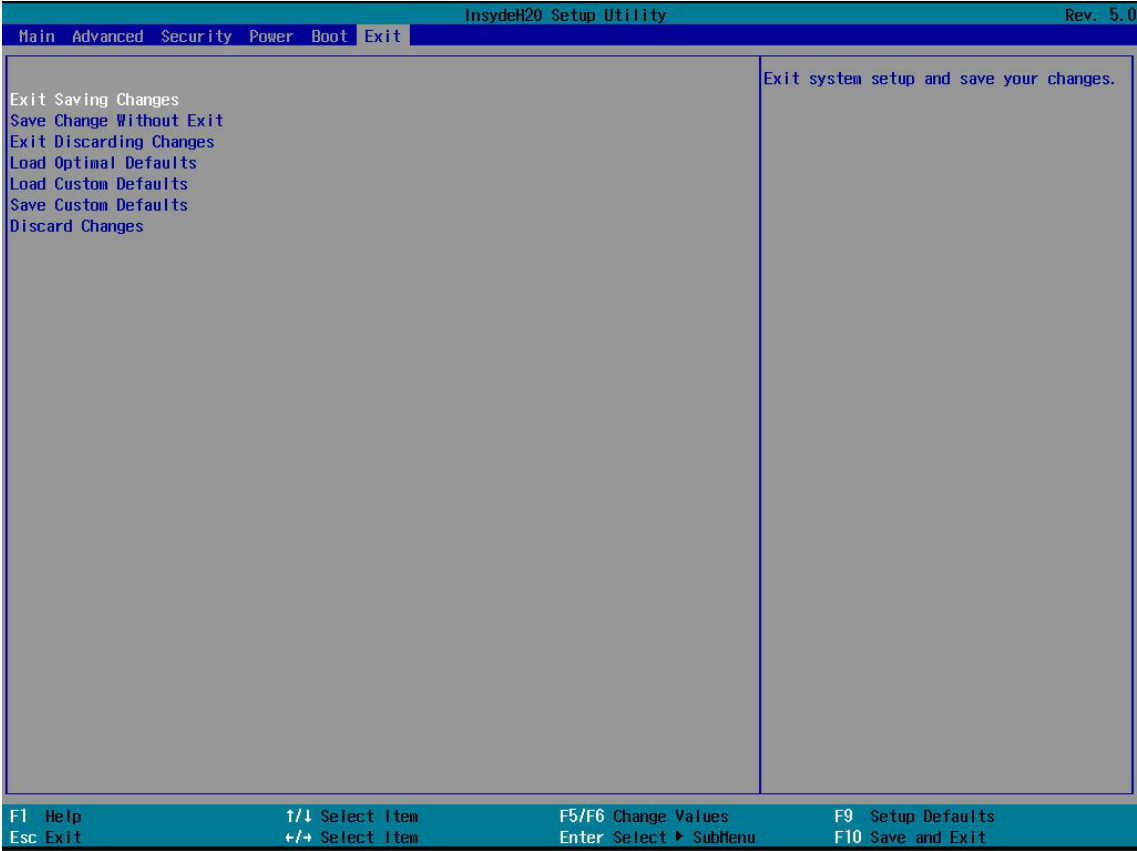 InsydeH20 Setup Utility Rev. 5.0
Main Advanced Security Power Boot Exit
Exit system setup and save your changes.
Exit Saving Changes
Save Change Without Exit
Exit Discarding Changes
Load Optimal Defaults
Load Custom Defaults
Save Custom Defaults
Discard Changes
F1 Help ↑/↓ Select Item F5/F6 Change Values F9 Setup Defaults
Esc Exit ←/→ Select Item Enter Select ▶ SubMenu F10 Save and Exit